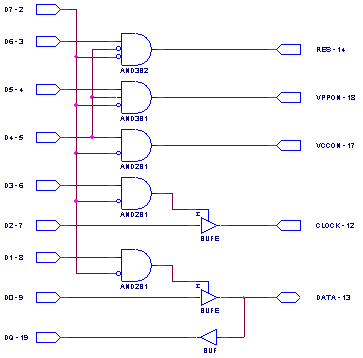 D7-2
D6-3
RES-14
AND3B2
D5-4
VPPON-18
AND3B1
D4-5
VCCON-17
AND2B1
D3-6
AND2B1
D2-7
CLOCK-12
BUFE
D1-8
AND2B1
D0-9
DATA-13
BUFE
DQ-19
BUF